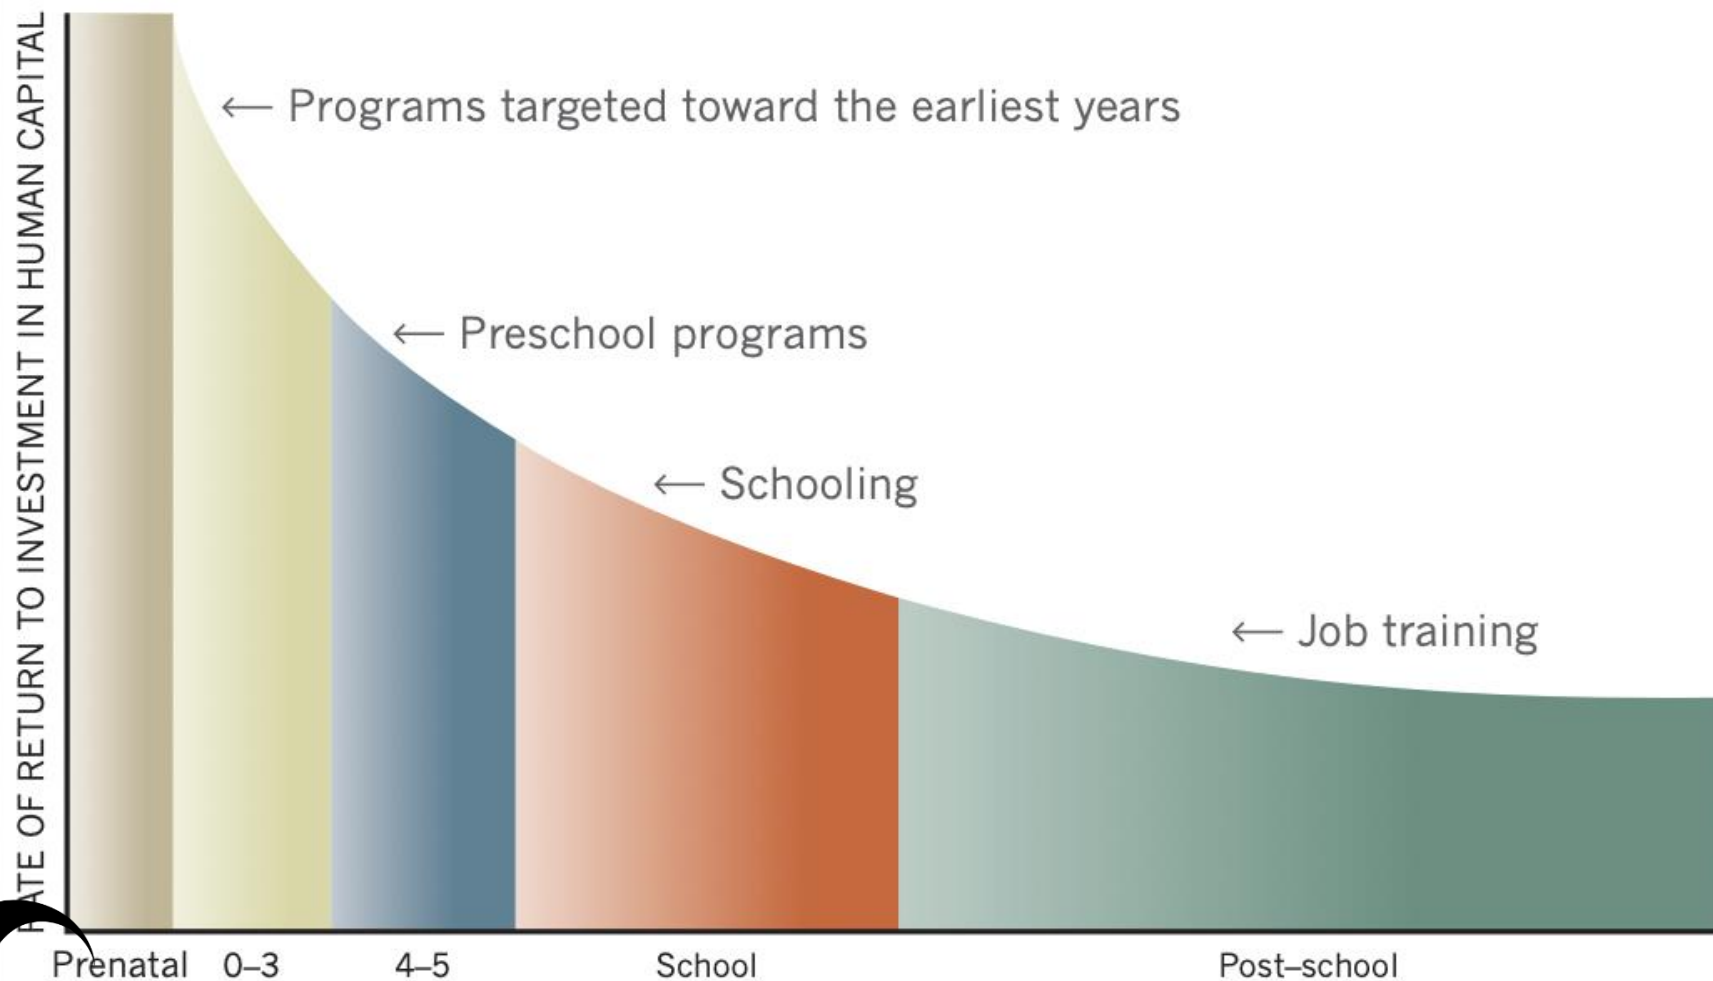 RATE OF RETURN TO INVESTMENT IN HUMAN CAPITAL
← Programs targeted toward the earliest years
← Preschool programs
← Schooling
← Job training
Prenatal 0–3 4–5 School Post–school